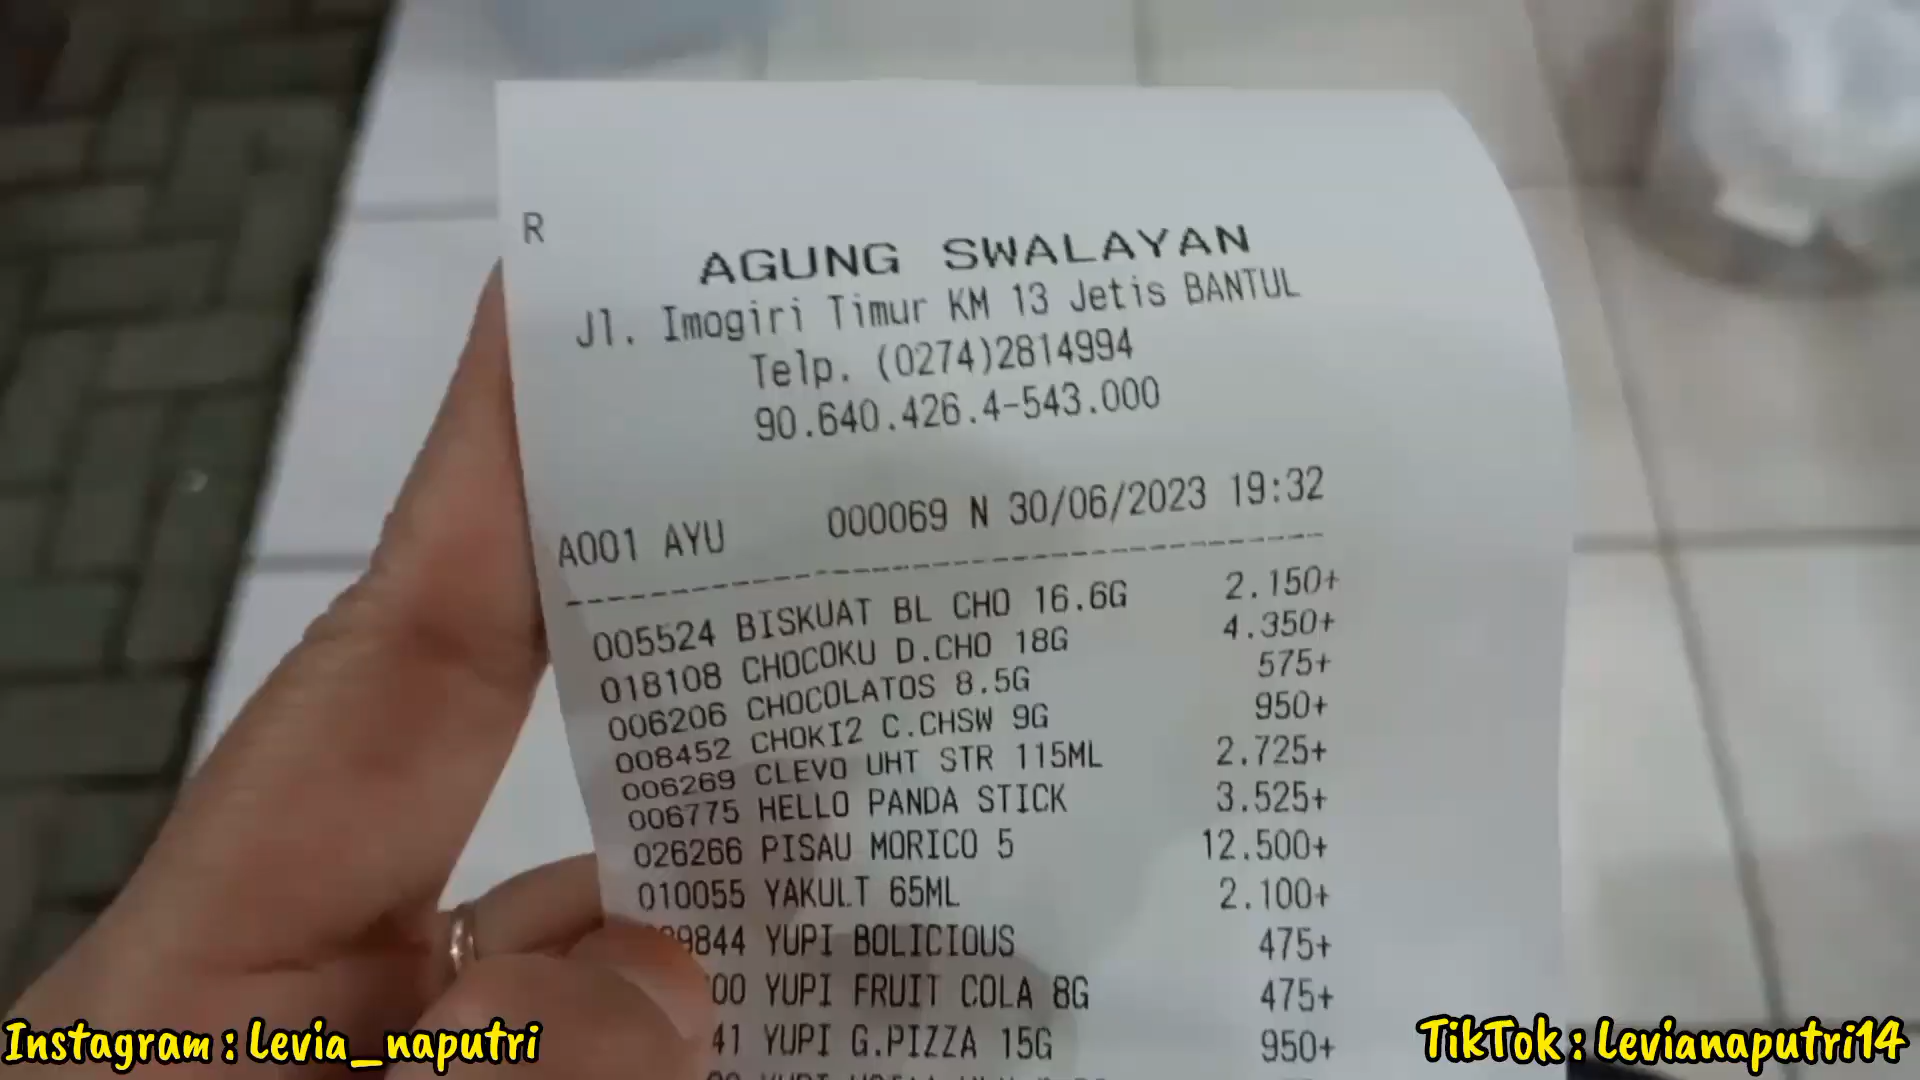 R
AGUNG SWALAYAN
Jl. Imogiri Timur KM 13 Jetis BANTUL
Telp. (0274)2814994
90.640.426.4-543.000
A001 AYU 000069 N 30/06/2023 19:32
005524 BISKUAT BL CHO 16.6G 2.150+
018108 CHOCOKU D.CHO 18G 4.350+
006206 CHOCOLATOS 8.5G 575+
008452 CHOKI2 C.CHSW 9G 950+
006269 CLEVO UHT STR 115ML 2.725+
006775 HELLO PANDA STICK 3.525+
026266 PISAU MORICO 5 12.500+
010055 YAKULT 65ML 2.100+
9844 YUPI BOLICIOUS 475+
00 YUPI FRUIT COLA 8G 475+
41 YUPI G.PIZZA 15G 950+
Instagram : Levia_naputri
TikTok : Levianaputri14